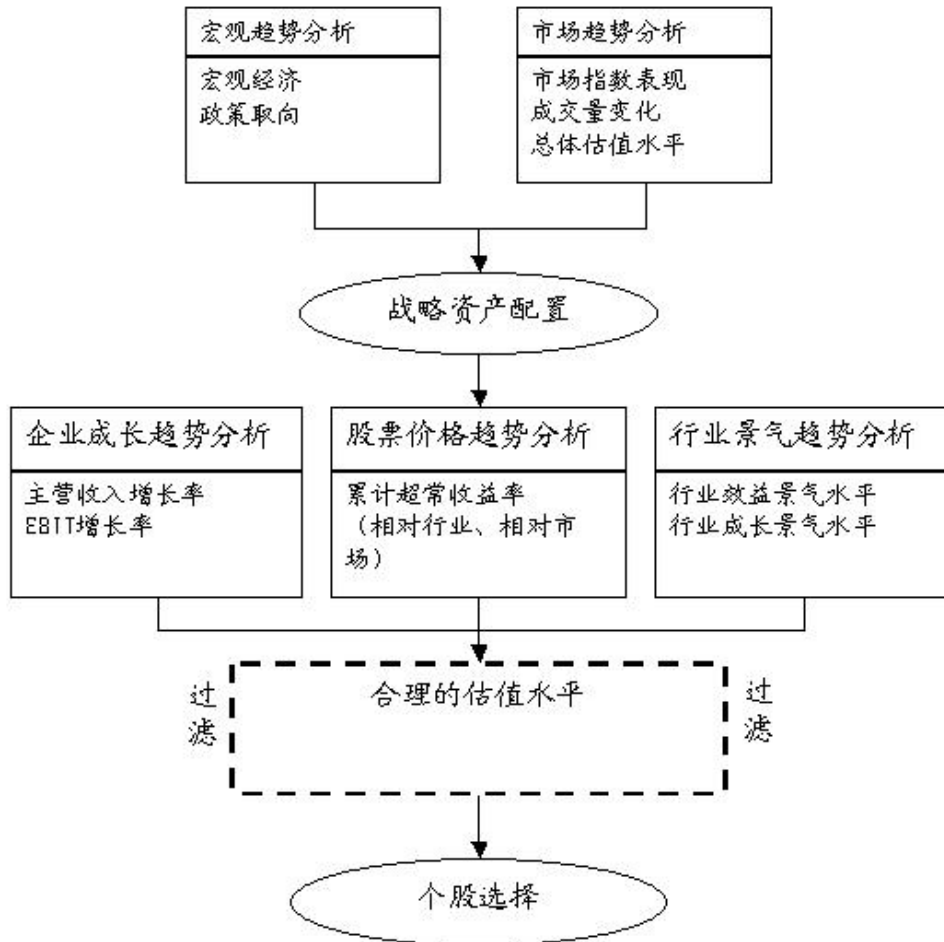 宏观趋势分析
宏观经济
政策取向
市场趋势分析
市场指数表现
成交量变化
总体估值水平
战略资产配置
企业成长趋势分析
主营收入增长率
EBIT增长率
股票价格趋势分析
累计超常收益率
（相对行业、相对市
场）
行业景气趋势分析
行业效益景气水平
行业成长景气水平
过滤
合理的估值水平
过滤
个股选择